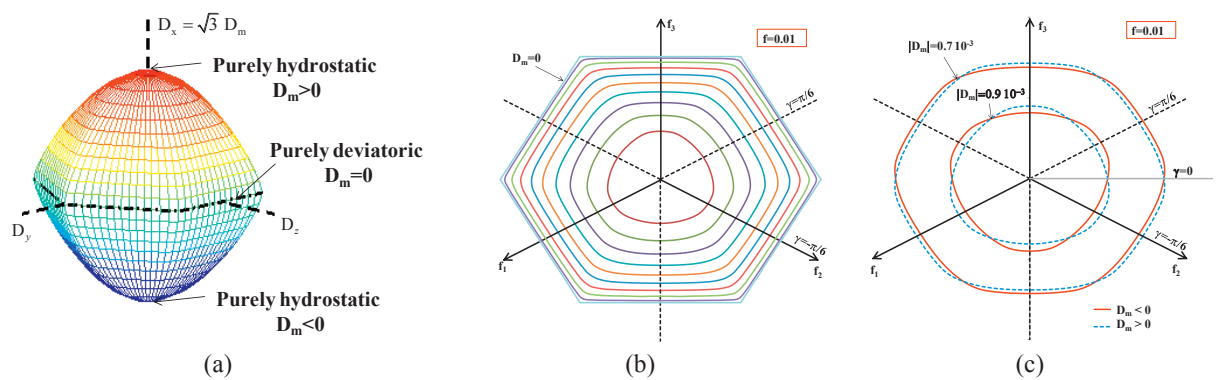 D_x = √3 D_m
Purely hydrostatic
D_m>0
Purely deviatoric
D_m=0
D_y
D_z
Purely hydrostatic
D_m<0
(a)
f_3
f=0.01
D_m=0
γ=π/6
γ=-π/6
f_1
f_2
(b)
f_3
f=0.01
|D_m|=0.7 10^-3
|D_m|=0.9 10^-3
γ=π/6
γ=0
γ=-π/6
f_1
f_2
D_m < 0
D_m > 0
(c)